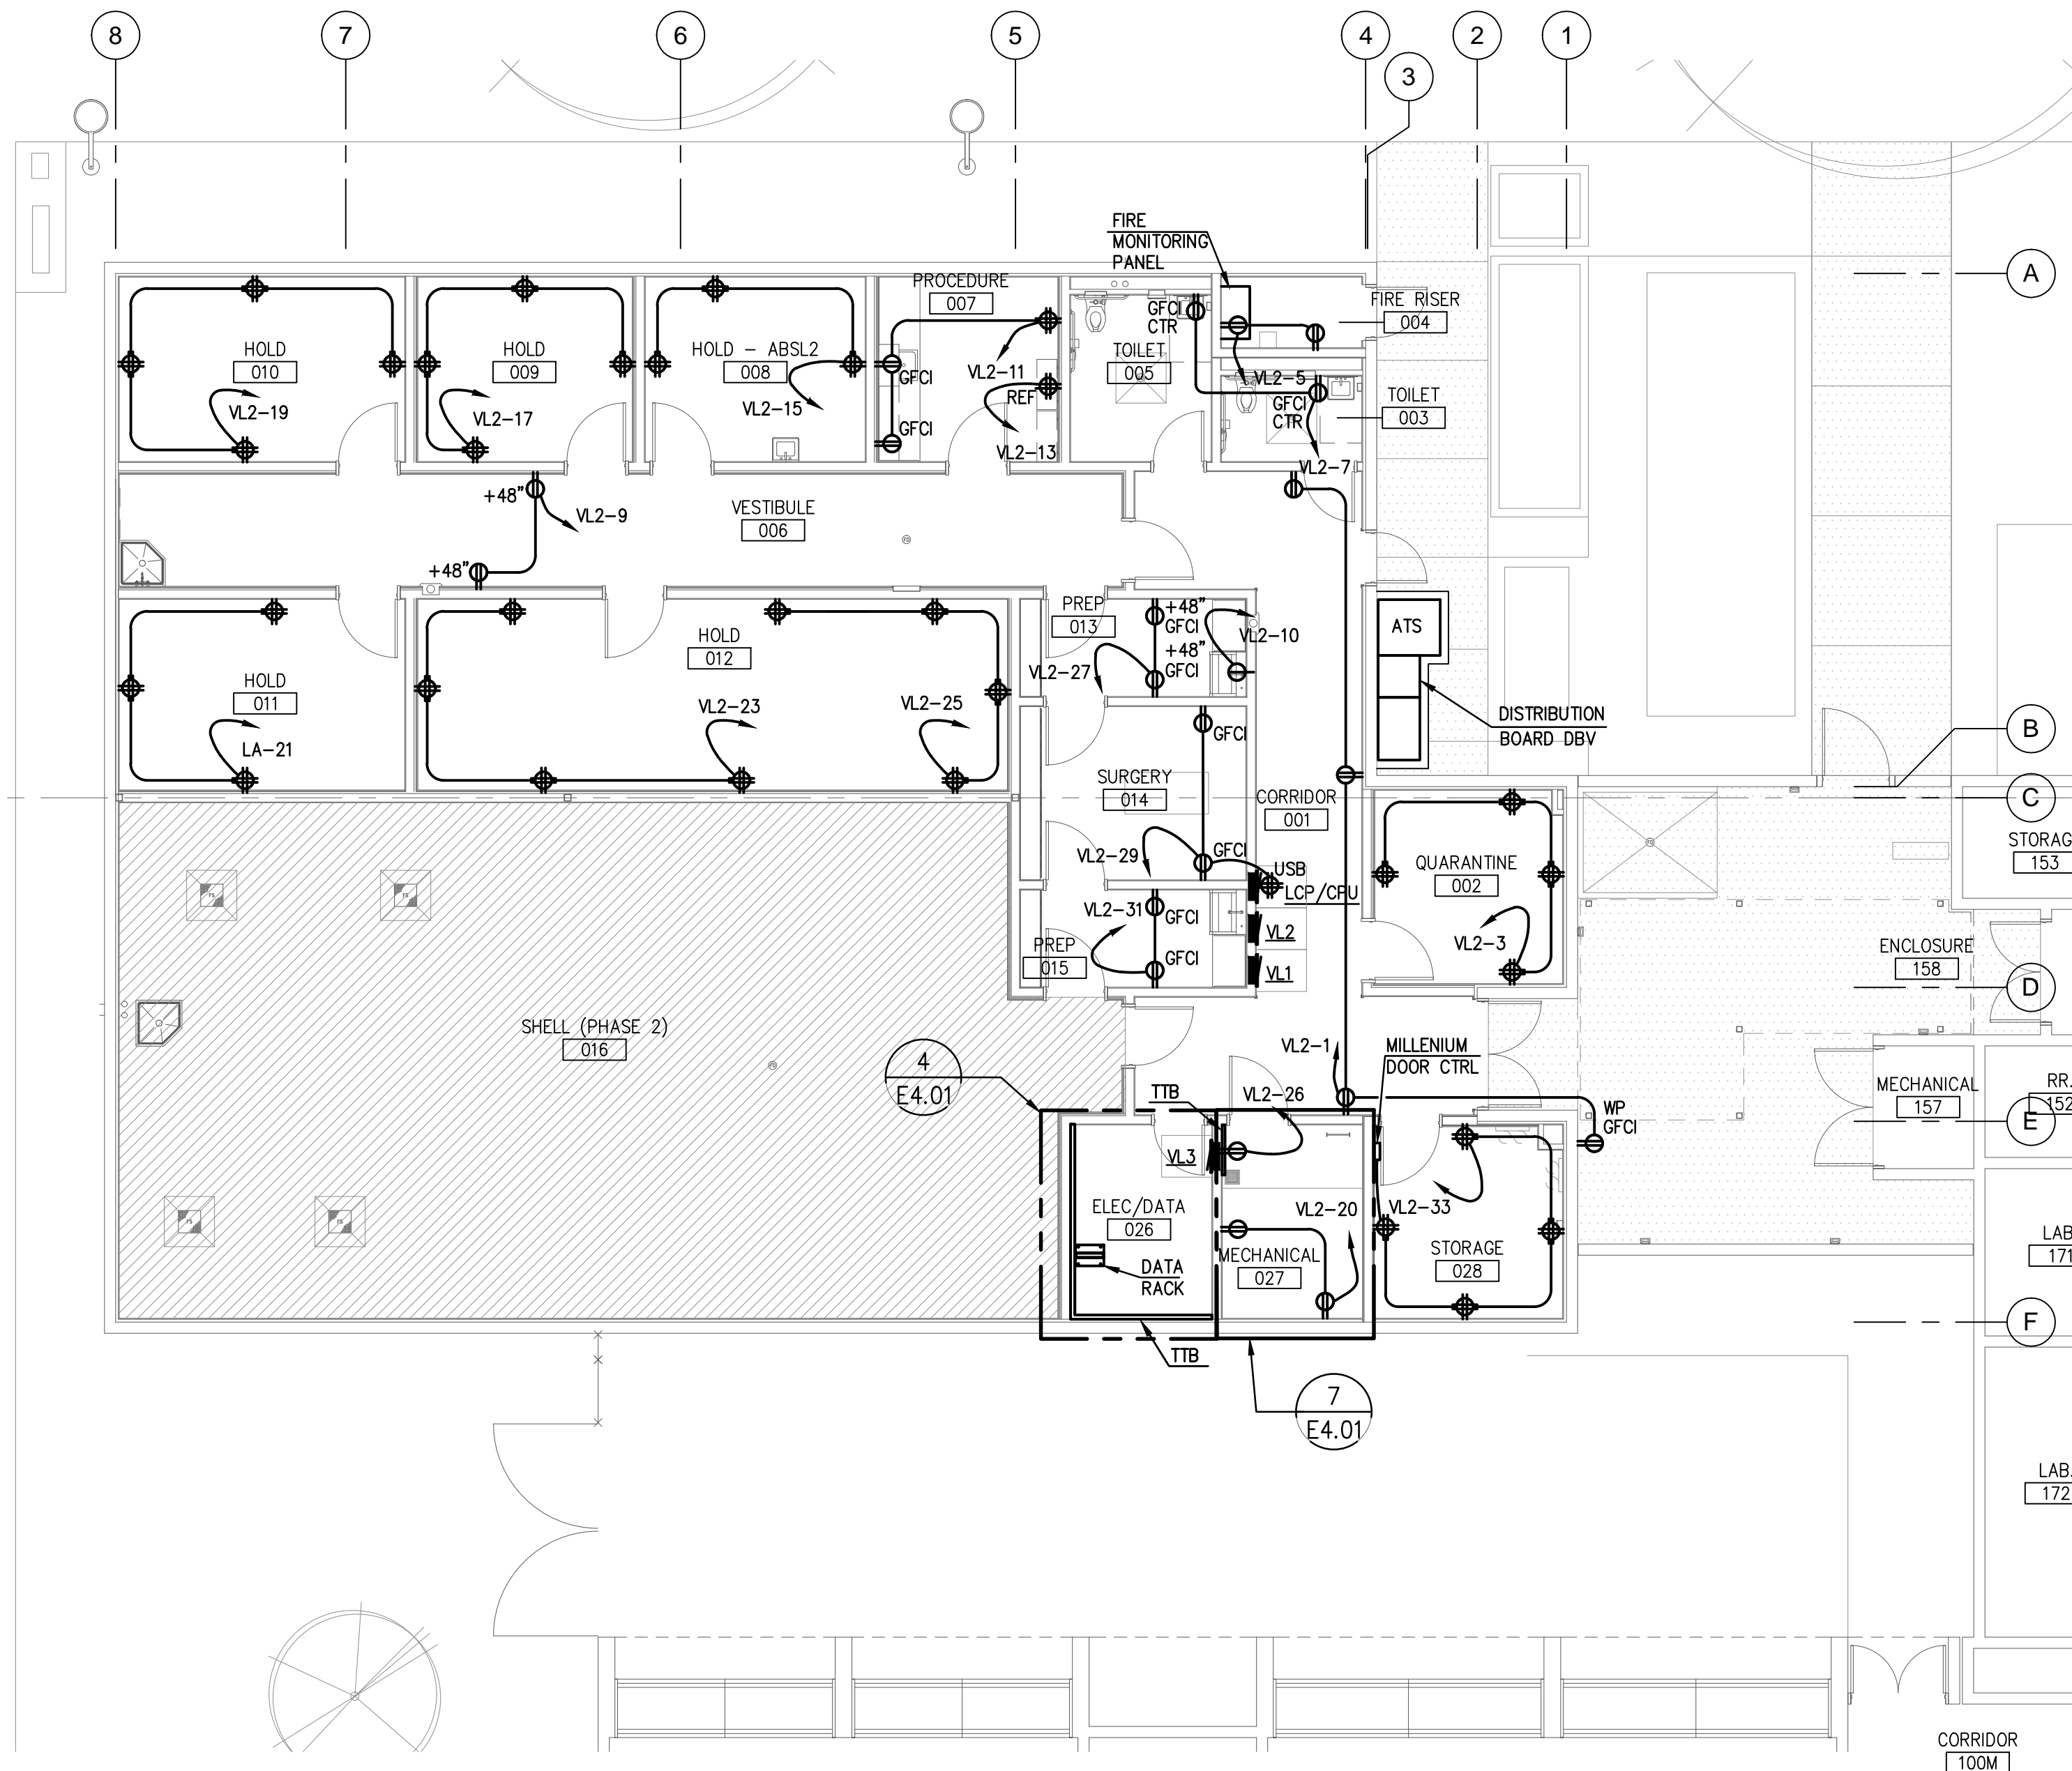 8
7
6
5
4
3
2
1
FIRE
MONITORING
PANEL
A
PROCEDURE
007
FIRE RISER
004
GFCI
CTR
HOLD
010
HOLD
009
HOLD - ABSL2
008
TOILET
005
VL2-11
REF
GFCI
VL2-5
GFCI
CTR
TOILET
003
VL2-19
VL2-17
VL2-15
GFCI
VL2-13
VL2-7
+48"
VL2-9
VESTIBULE
006
+48"
PREP
013
+48"
GFCI
+48"
GFCI
VL2-10
ATS
HOLD
011
HOLD
012
VL2-27
LA-21
VL2-23
VL2-25
GFCI
DISTRIBUTION
BOARD DBV
B
SURGERY
014
CORRIDOR
001
C
VL2-29
GFCI
USB
LCP/CPU
QUARANTINE
002
STORAG
153
VL2-31
GFCI
VL2
VL2-3
PREP
015
GFCI
VL1
ENCLOSURE
158
D
SHELL (PHASE 2)
016
4
E4.01
VL2-1
MILLENIUM
DOOR CTRL
TTB
VL2-26
MECHANICAL
157
RR.
152
WP
GFCI
E
VL3
ELEC/DATA
026
VL2-20
VL2-33
MECHANICAL
027
STORAGE
028
LAB
171
DATA
RACK
F
TTB
7
E4.01
LAB.
172
CORRIDOR
100M